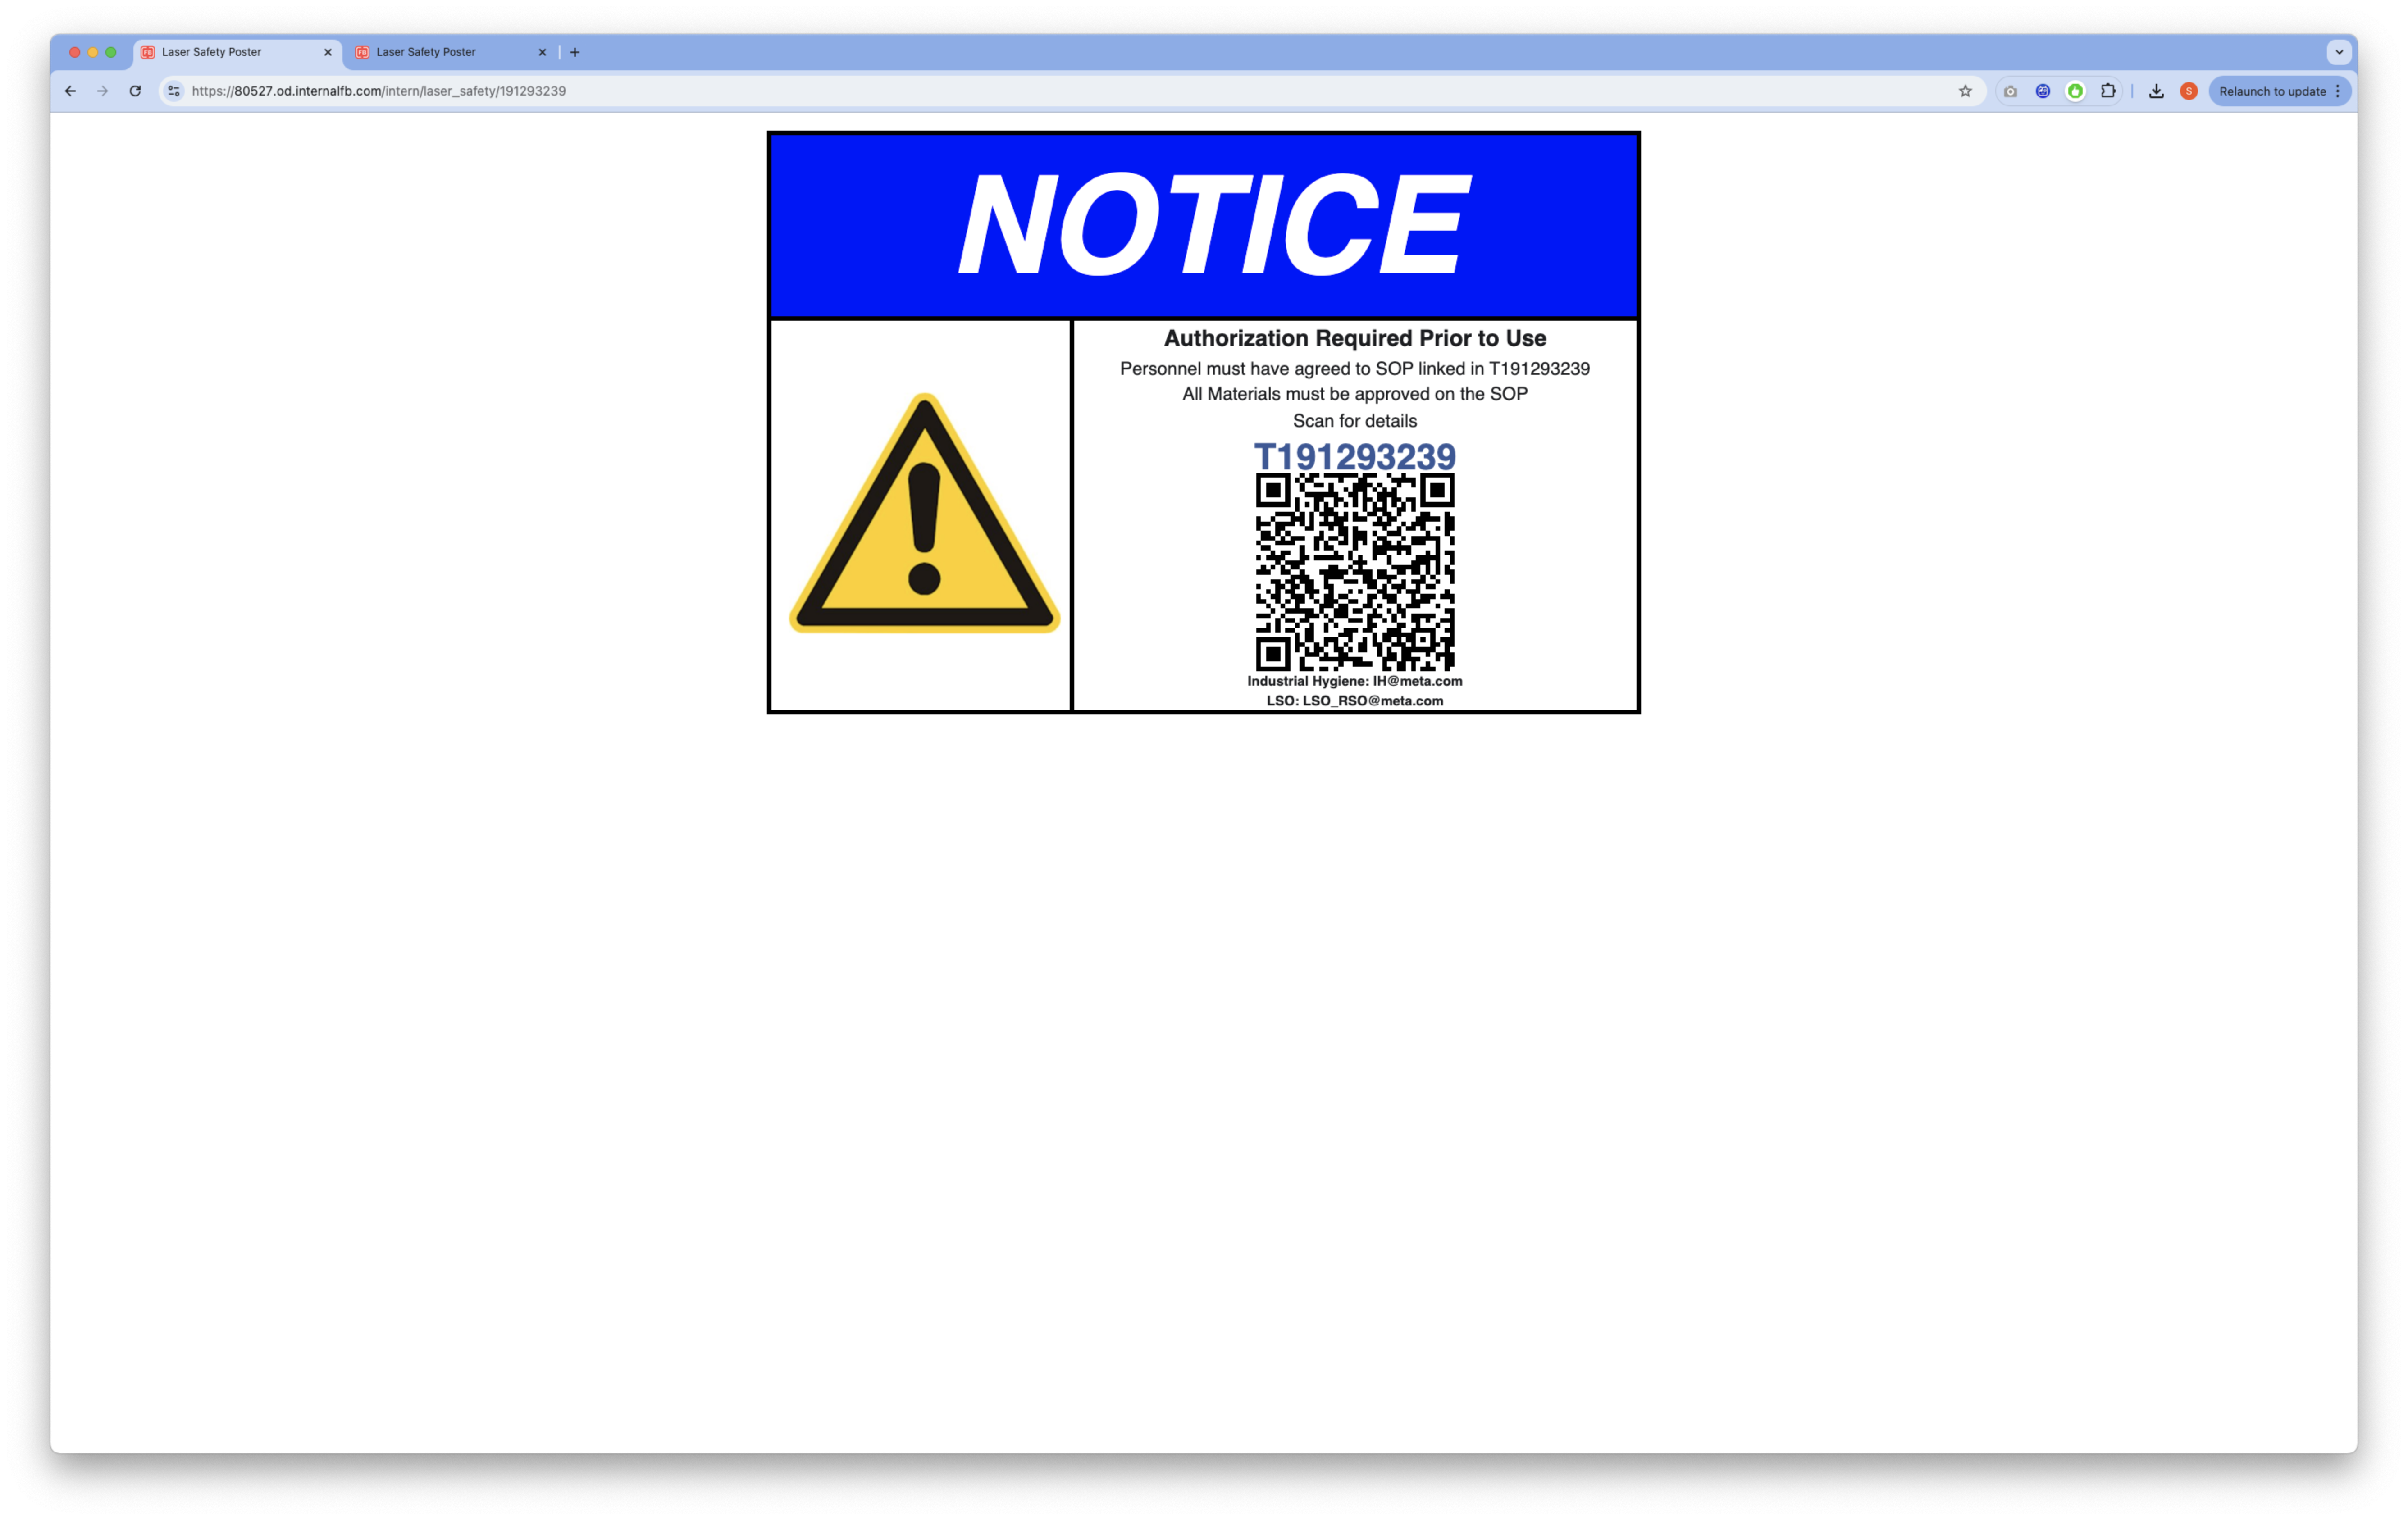 Laser Safety Poster
Laser Safety Poster
https://80527.od.internalfb.com/intern/laser_safety/191293239
S
Relaunch to update
NOTICE
Authorization Required Prior to Use
Personnel must have agreed to SOP linked in T191293239
All Materials must be approved on the SOP
Scan for details
T191293239
Industrial Hygiene: IH@meta.com
LSO: LSO_RSO@meta.com